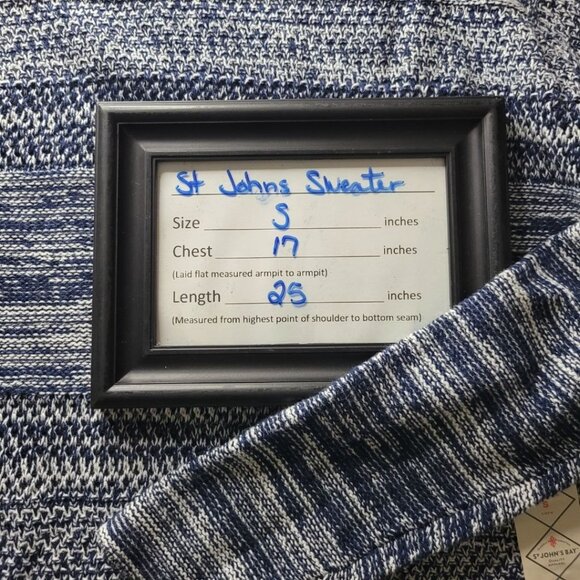 St Johns Sweater
Size S inches
Chest 17 inches
(Laid flat measured armpit to armpit)
Length 25 inches
(Measured from highest point of shoulder to bottom seam)
S
ST JOHN'S BAY